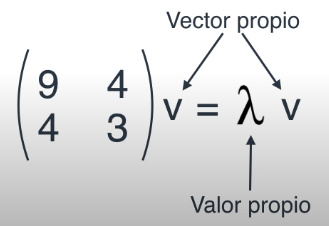 Vector propio
9 4
4 3
v = λ v
Valor propio